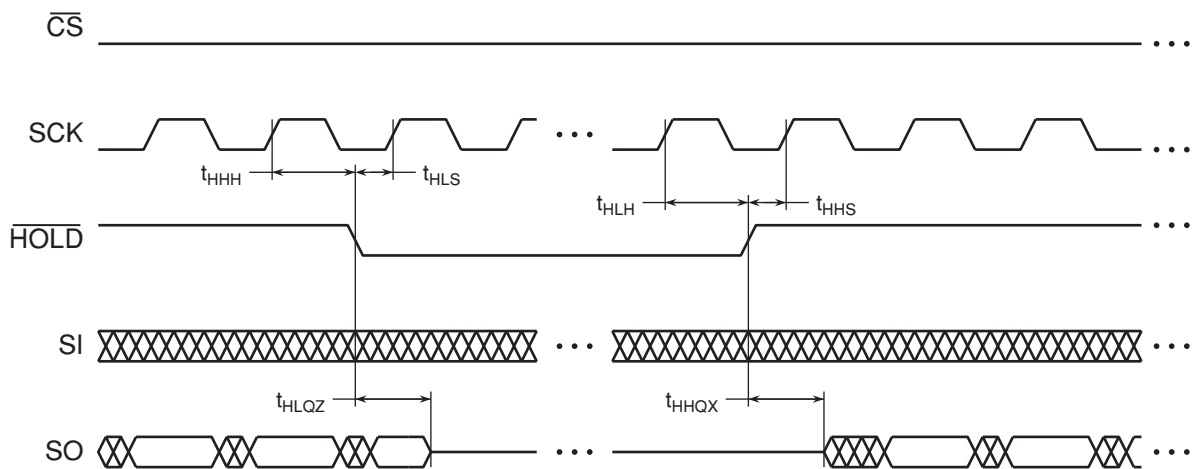 CS
SCK
tHHH
tHLS
tHLH
tHHS
HOLD
SI
tHLQZ
tHHQX
SO